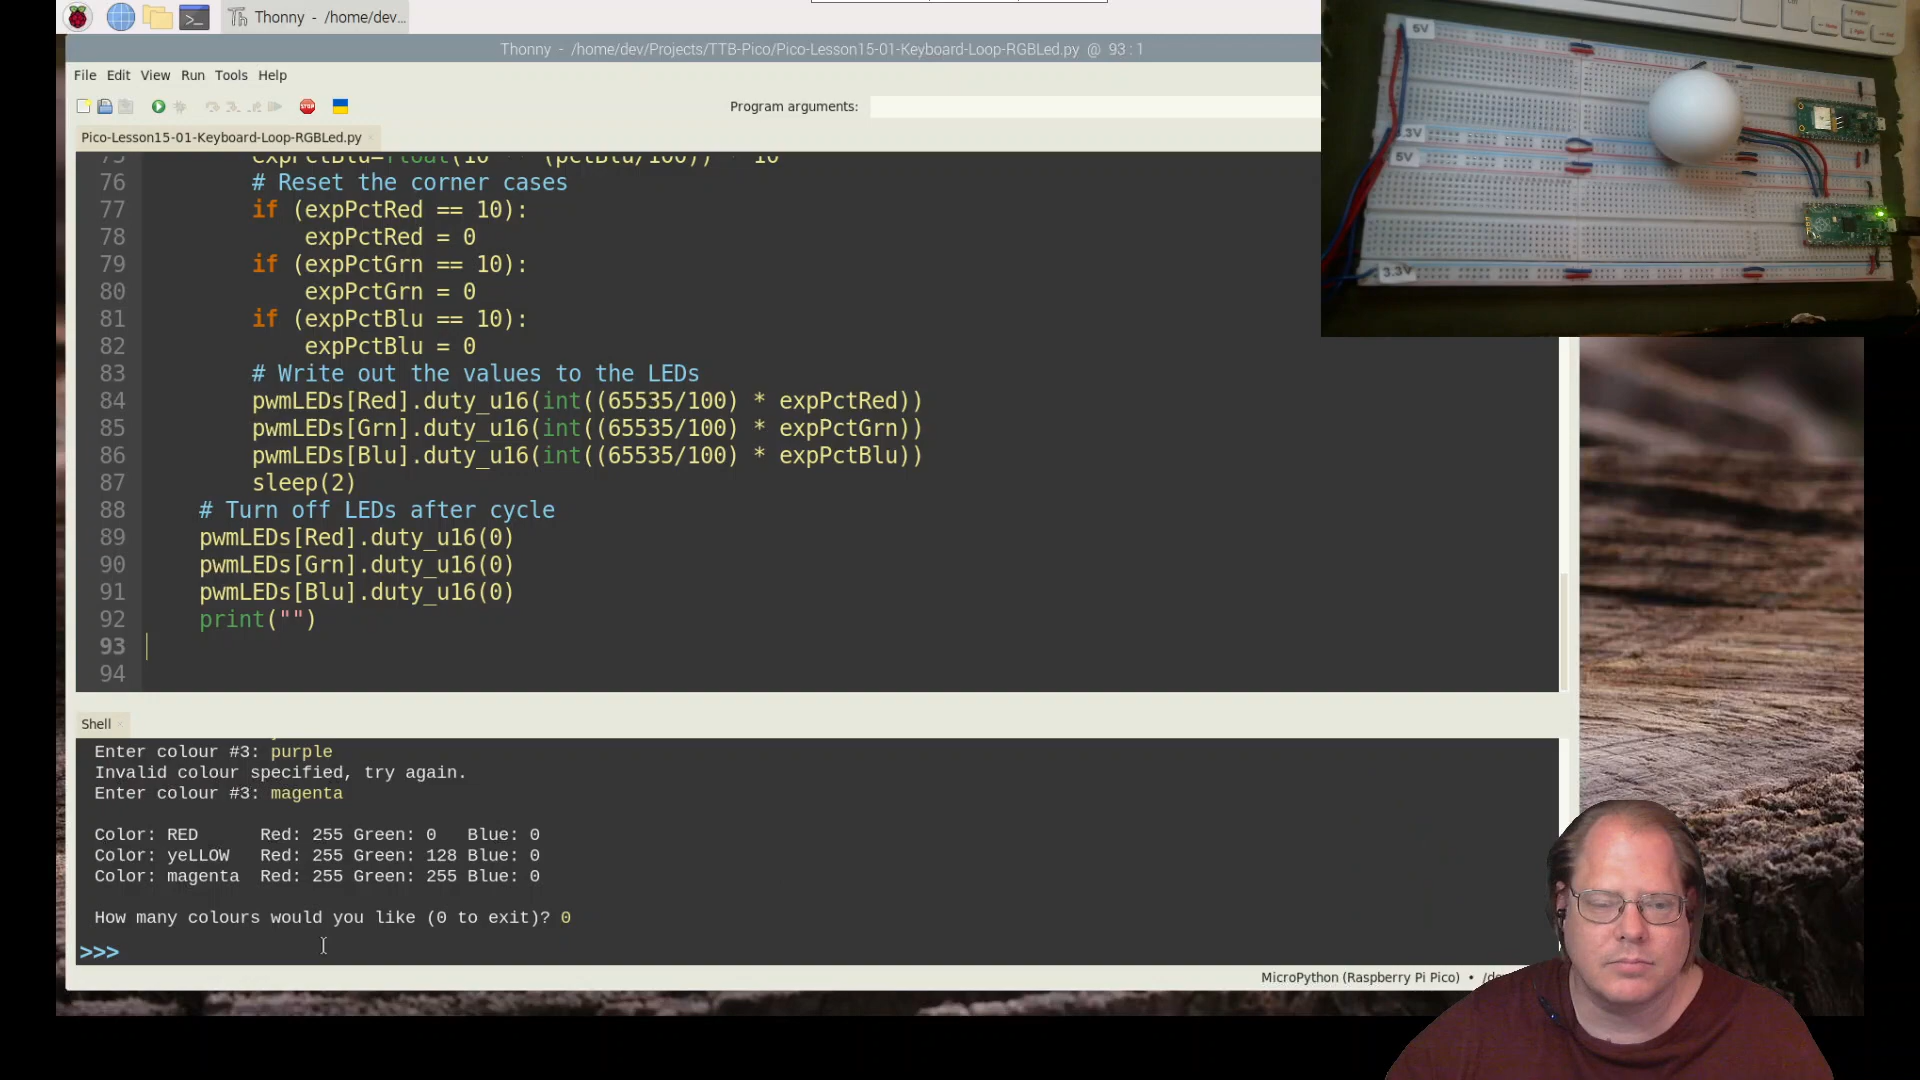 Thonny - /home/dev...
Thonny - /home/dev/Projects/TTB-Pico/Pico-Lesson15-01-Keyboard-Loop-RGBLed.py @ 93 : 1
File Edit View Run Tools Help
STOP
Program arguments:
Pico-Lesson15-01-Keyboard-Loop-RGBLed.py
76 # Reset the corner cases
77 if (expPctRed == 10):
78 expPctRed = 0
79 if (expPctGrn == 10):
80 expPctGrn = 0
81 if (expPctBlu == 10):
82 expPctBlu = 0
83 # Write out the values to the LEDs
84 pwmLEDs[Red].duty_u16(int((65535/100) * expPctRed))
85 pwmLEDs[Grn].duty_u16(int((65535/100) * expPctGrn))
86 pwmLEDs[Blu].duty_u16(int((65535/100) * expPctBlu))
87 sleep(2)
88 # Turn off LEDs after cycle
89 pwmLEDs[Red].duty_u16(0)
90 pwmLEDs[Grn].duty_u16(0)
91 pwmLEDs[Blu].duty_u16(0)
92 print("")
93
94
Shell
Enter colour #3: purple
Invalid colour specified, try again.
Enter colour #3: magenta
Color: RED Red: 255 Green: 0 Blue: 0
Color: yeLLOW Red: 255 Green: 128 Blue: 0
Color: magenta Red: 255 Green: 255 Blue: 0
How many colours would you like (0 to exit)? 0
>>>
MicroPython (Raspberry Pi Pico) •
5V
3.3V
5V
3.3V